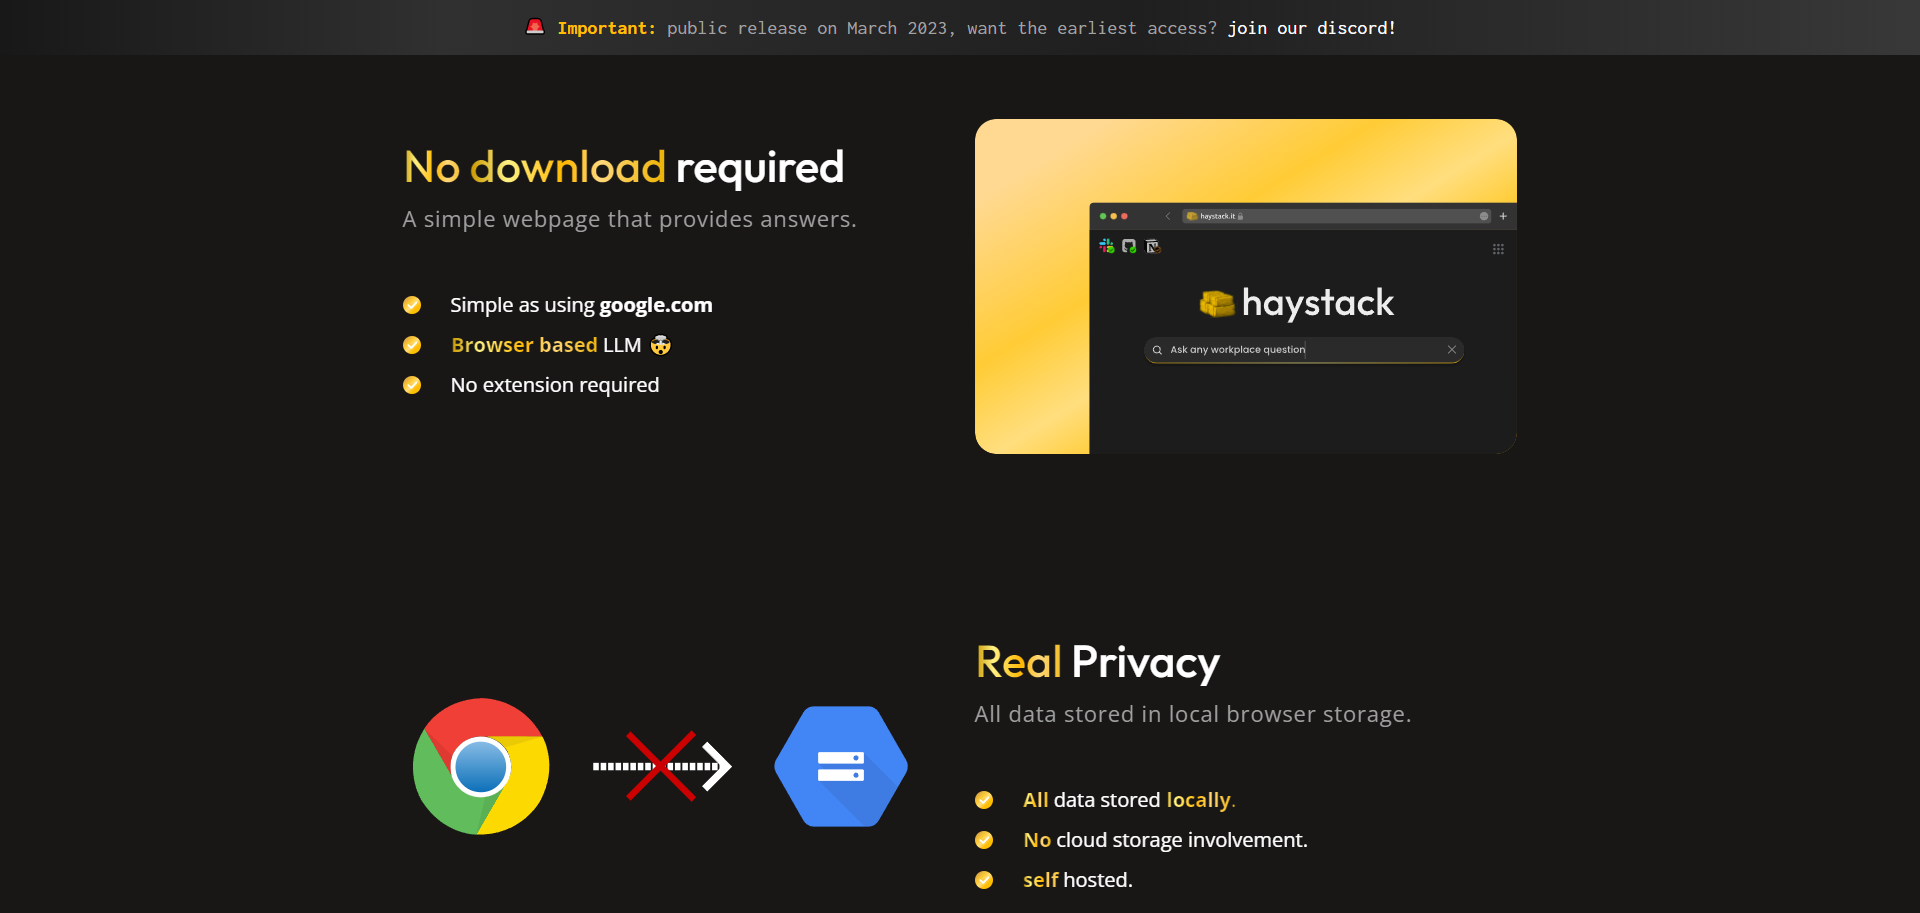 Important: public release on March 2023, want the earliest access? join our discord!
No download required
A simple webpage that provides answers.
Simple as using google.com
Browser based LLM
No extension required
haystack.it
haystack
Ask any workplace question
Real Privacy
All data stored in local browser storage.
All data stored locally.
No cloud storage involvement.
self hosted.